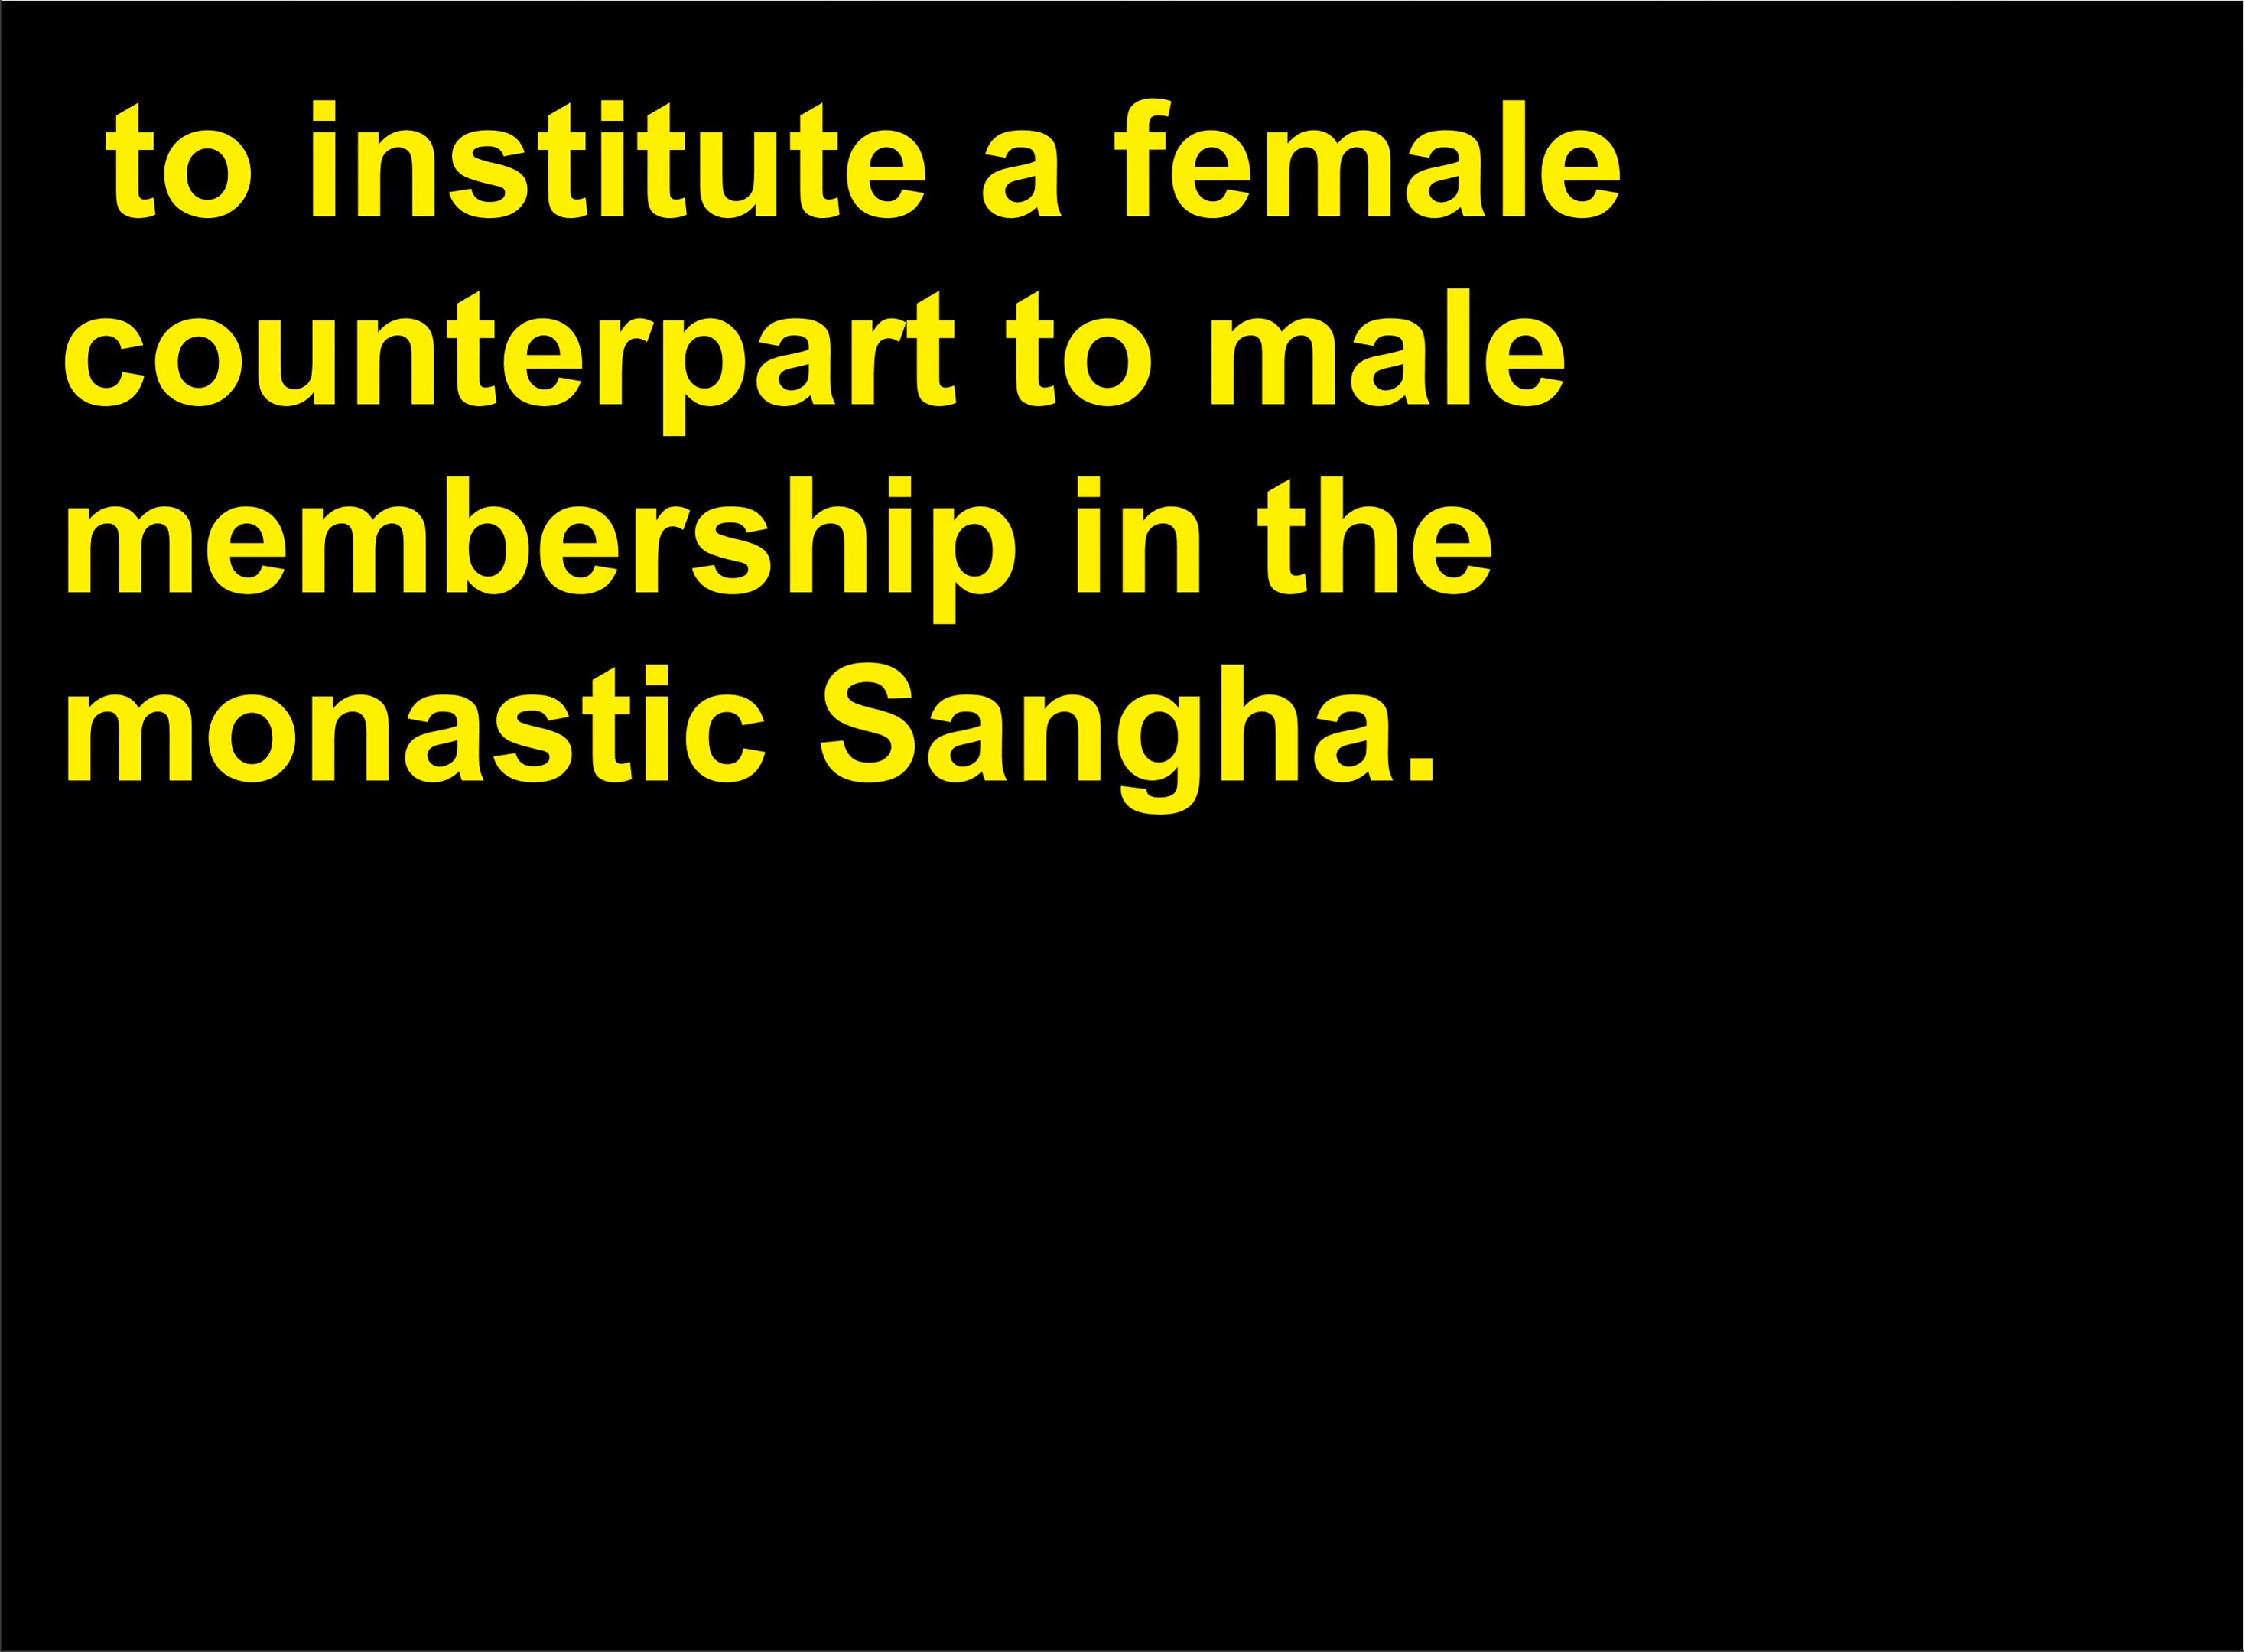 to institute a female
counterpart to male
membership in the
monastic Sangha.